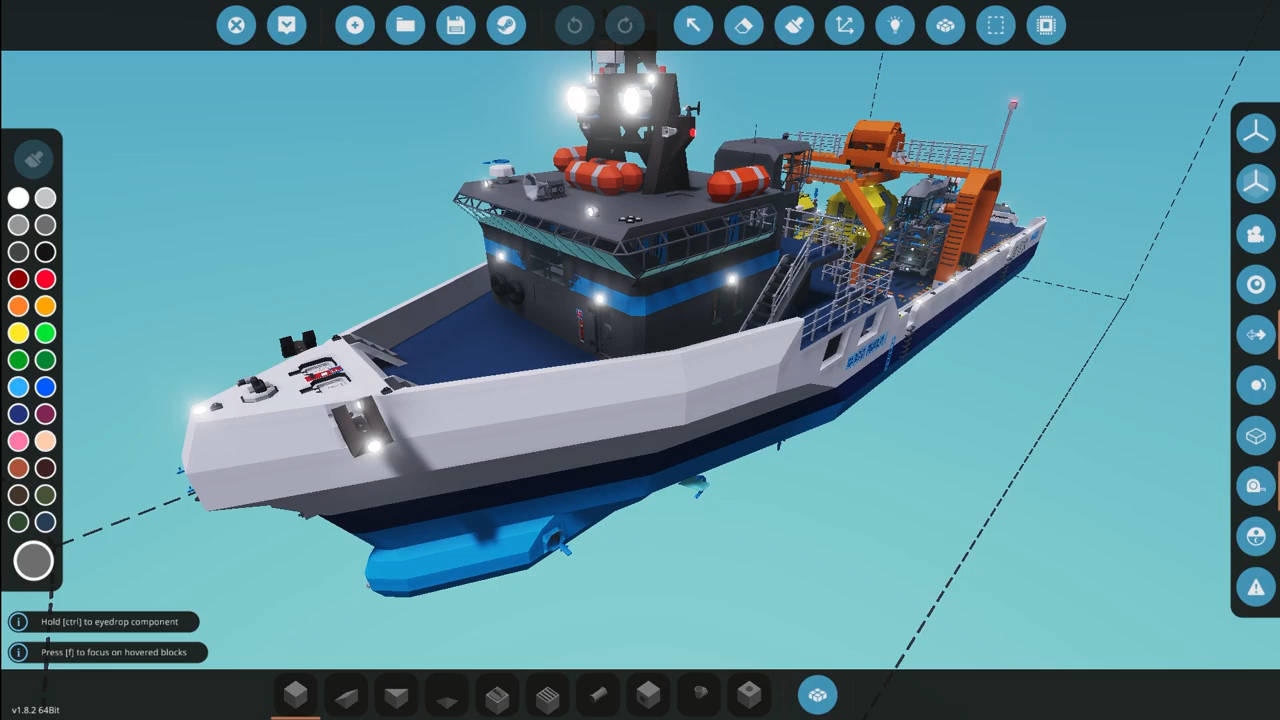 Hold [ctrl] to eyedrop component
Press [f] to focus on hovered blocks
v1.8.2 64Bit